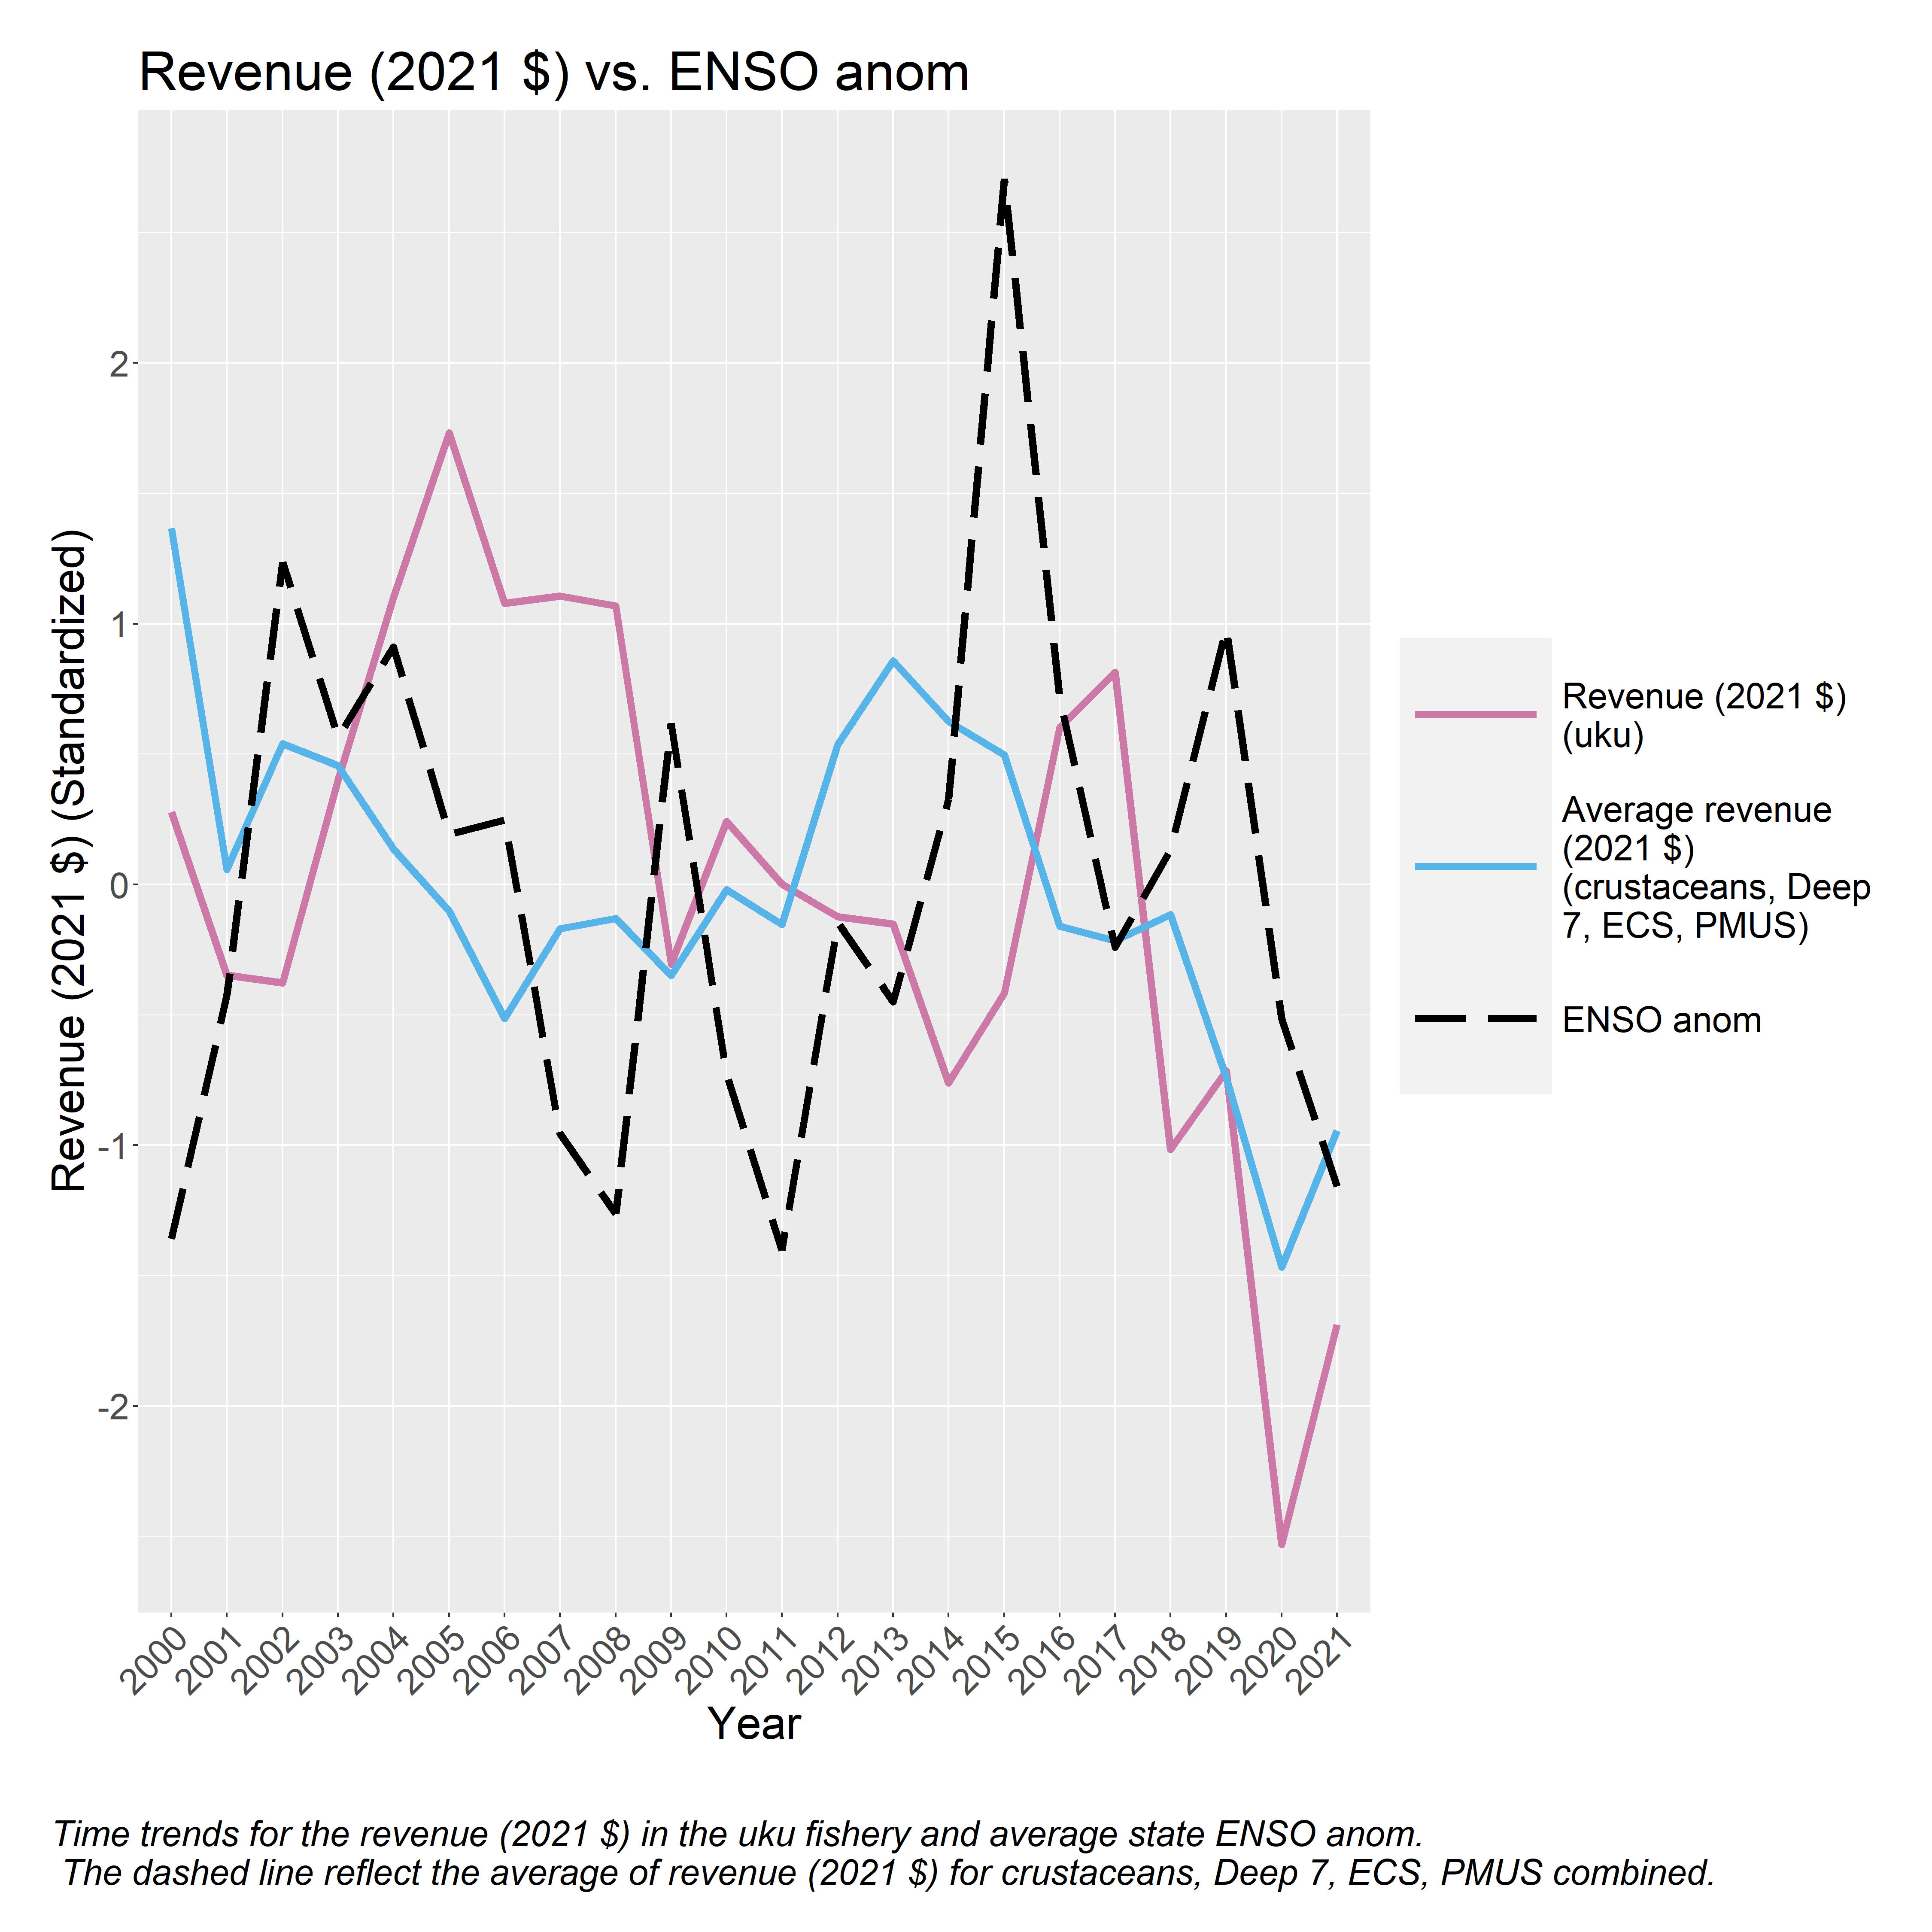 Revenue (2021 $) vs. ENSO anom
Revenue (2021 $) (Standardized)
2
1
0
-1
-2
2000
2001
2002
2003
2004
2005
2006
2007
2008
2009
2010
2011
2012
2013
2014
2015
2016
2017
2018
2019
2020
2021
Year
Revenue (2021 $)
(uku)
Average revenue
(2021 $)
(crustaceans, Deep
7, ECS, PMUS)
ENSO anom
Time trends for the revenue (2021 $) in the uku fishery and average state ENSO anom.
The dashed line reflect the average of revenue (2021 $) for crustaceans, Deep 7, ECS, PMUS combined.